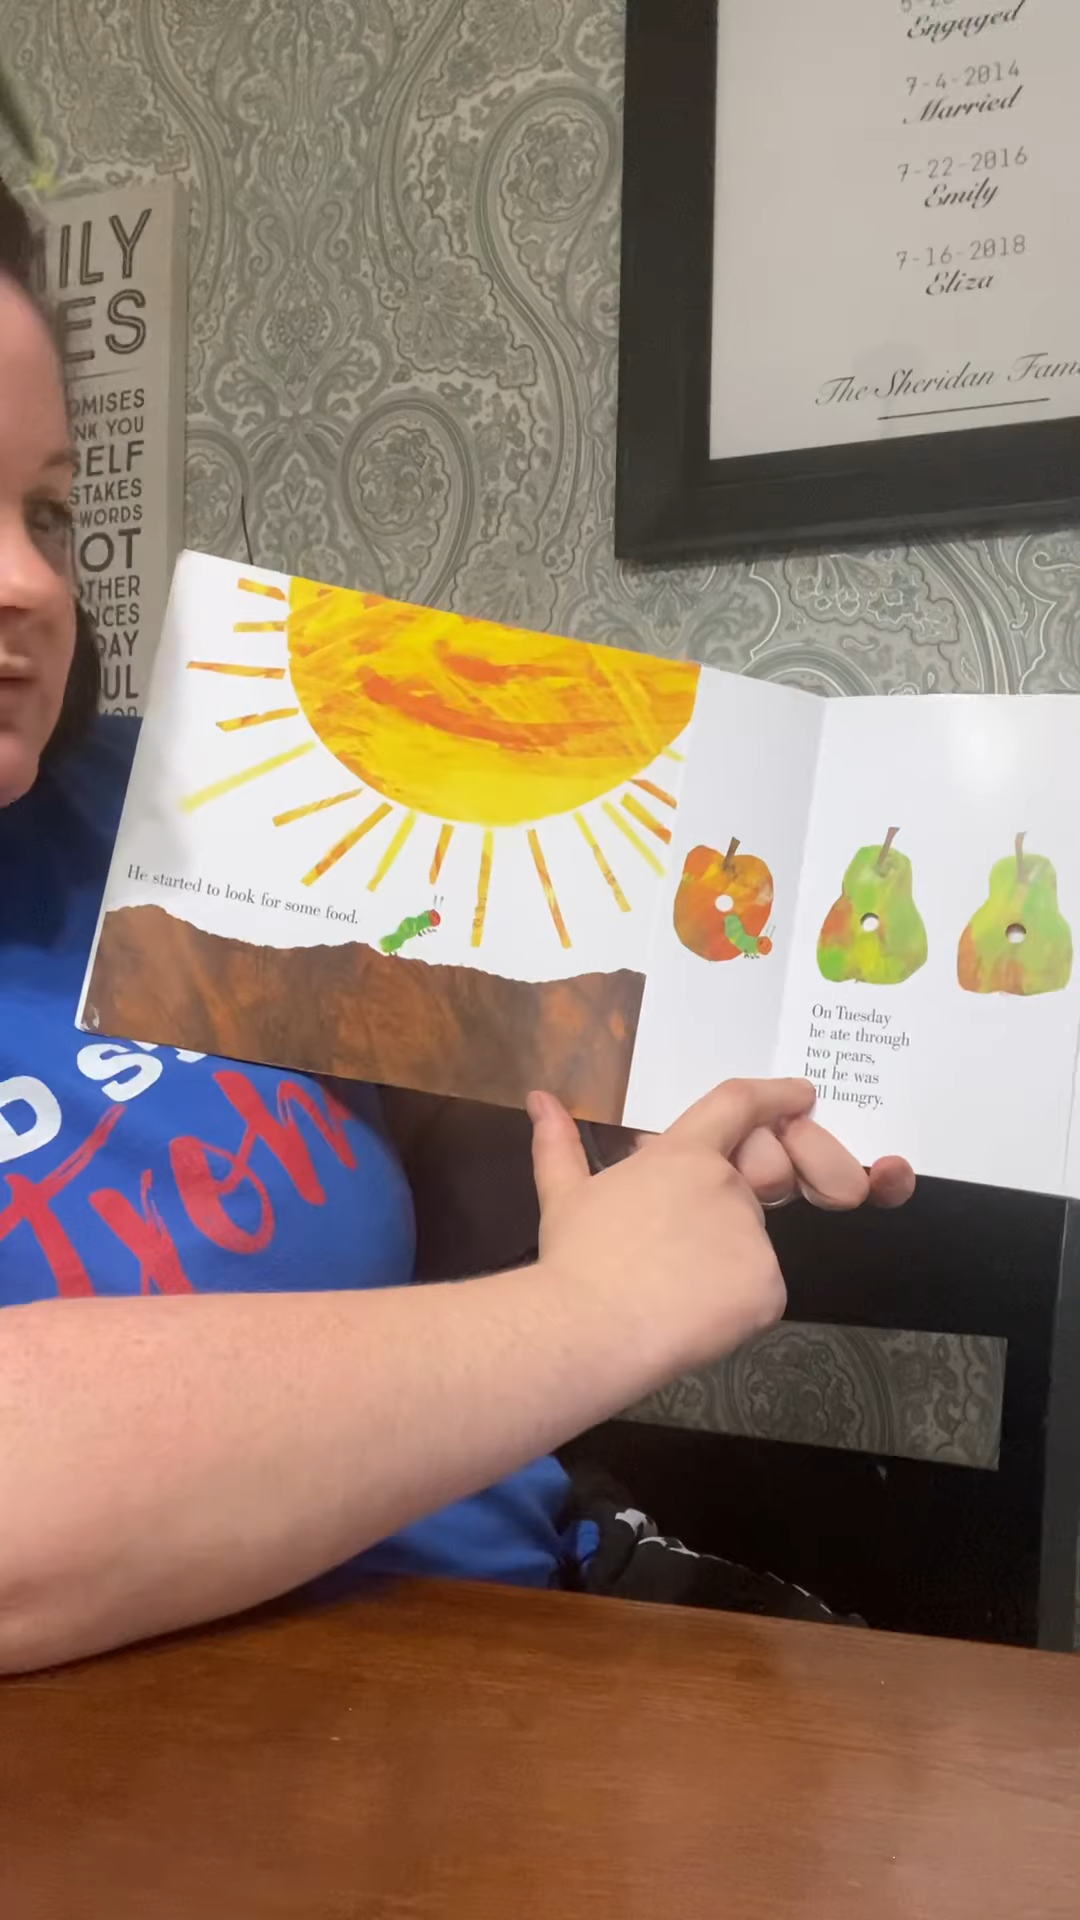 Engaged
7-4-2014
Married
7-22-2016
Emily
7-16-2018
Eliza
The Sheridan
ILY
ES
OMISES
NK YOU
SELF
STAKES
WORDS
OT
OTHER
NCES
DAY
UL
He started to look for some food.
On Tuesday
he ate through
two pears,
but he was
ll hungry.